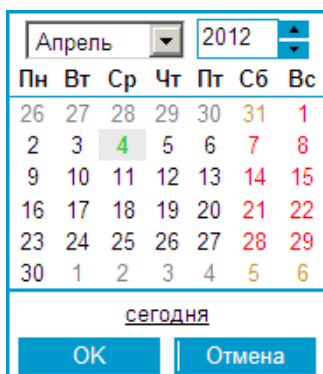 Апрель 2012
Пн Вт Ср Чт Пт Сб Вс
26 27 28 29 30 31 1
2 3 4 5 6 7 8
9 10 11 12 13 14 15
16 17 18 19 20 21 22
23 24 25 26 27 28 29
30 1 2 3 4 5 6
сегодня
OK Отмена